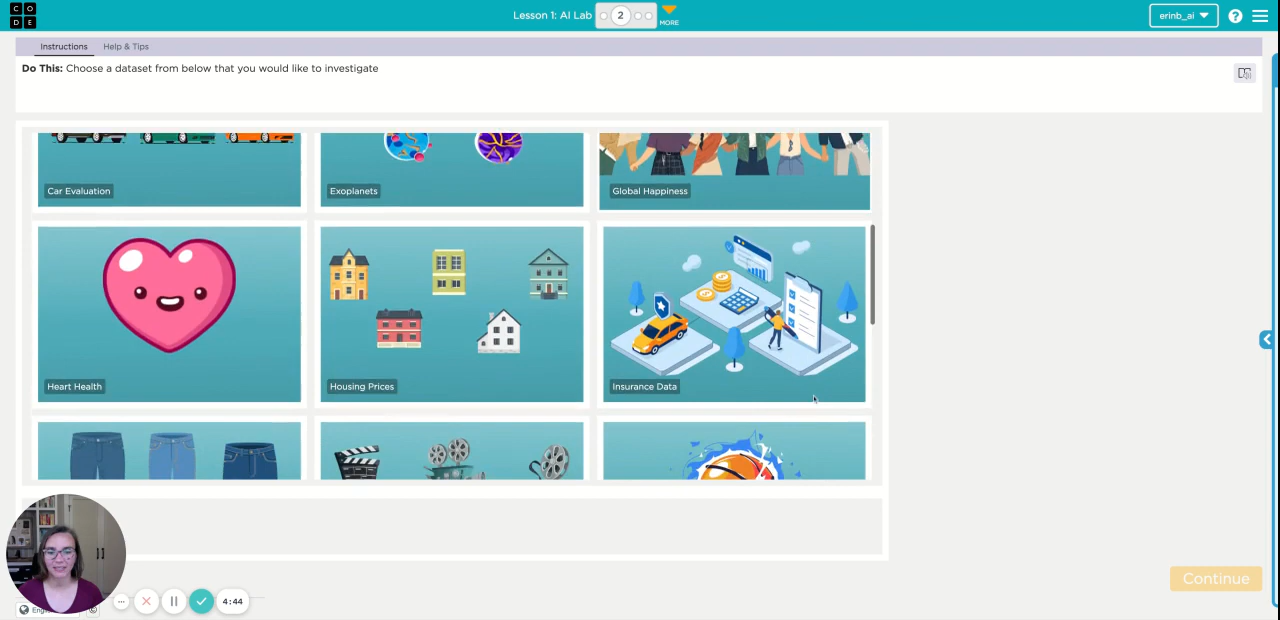 C O
D E
Lesson 1: AI Lab
2
MORE
erinb_ai
?
Instructions
Help & Tips
Do This: Choose a dataset from below that you would like to investigate
Car Evaluation
Exoplanets
Global Happiness
Heart Health
Housing Prices
Insurance Data
Continue
4:44